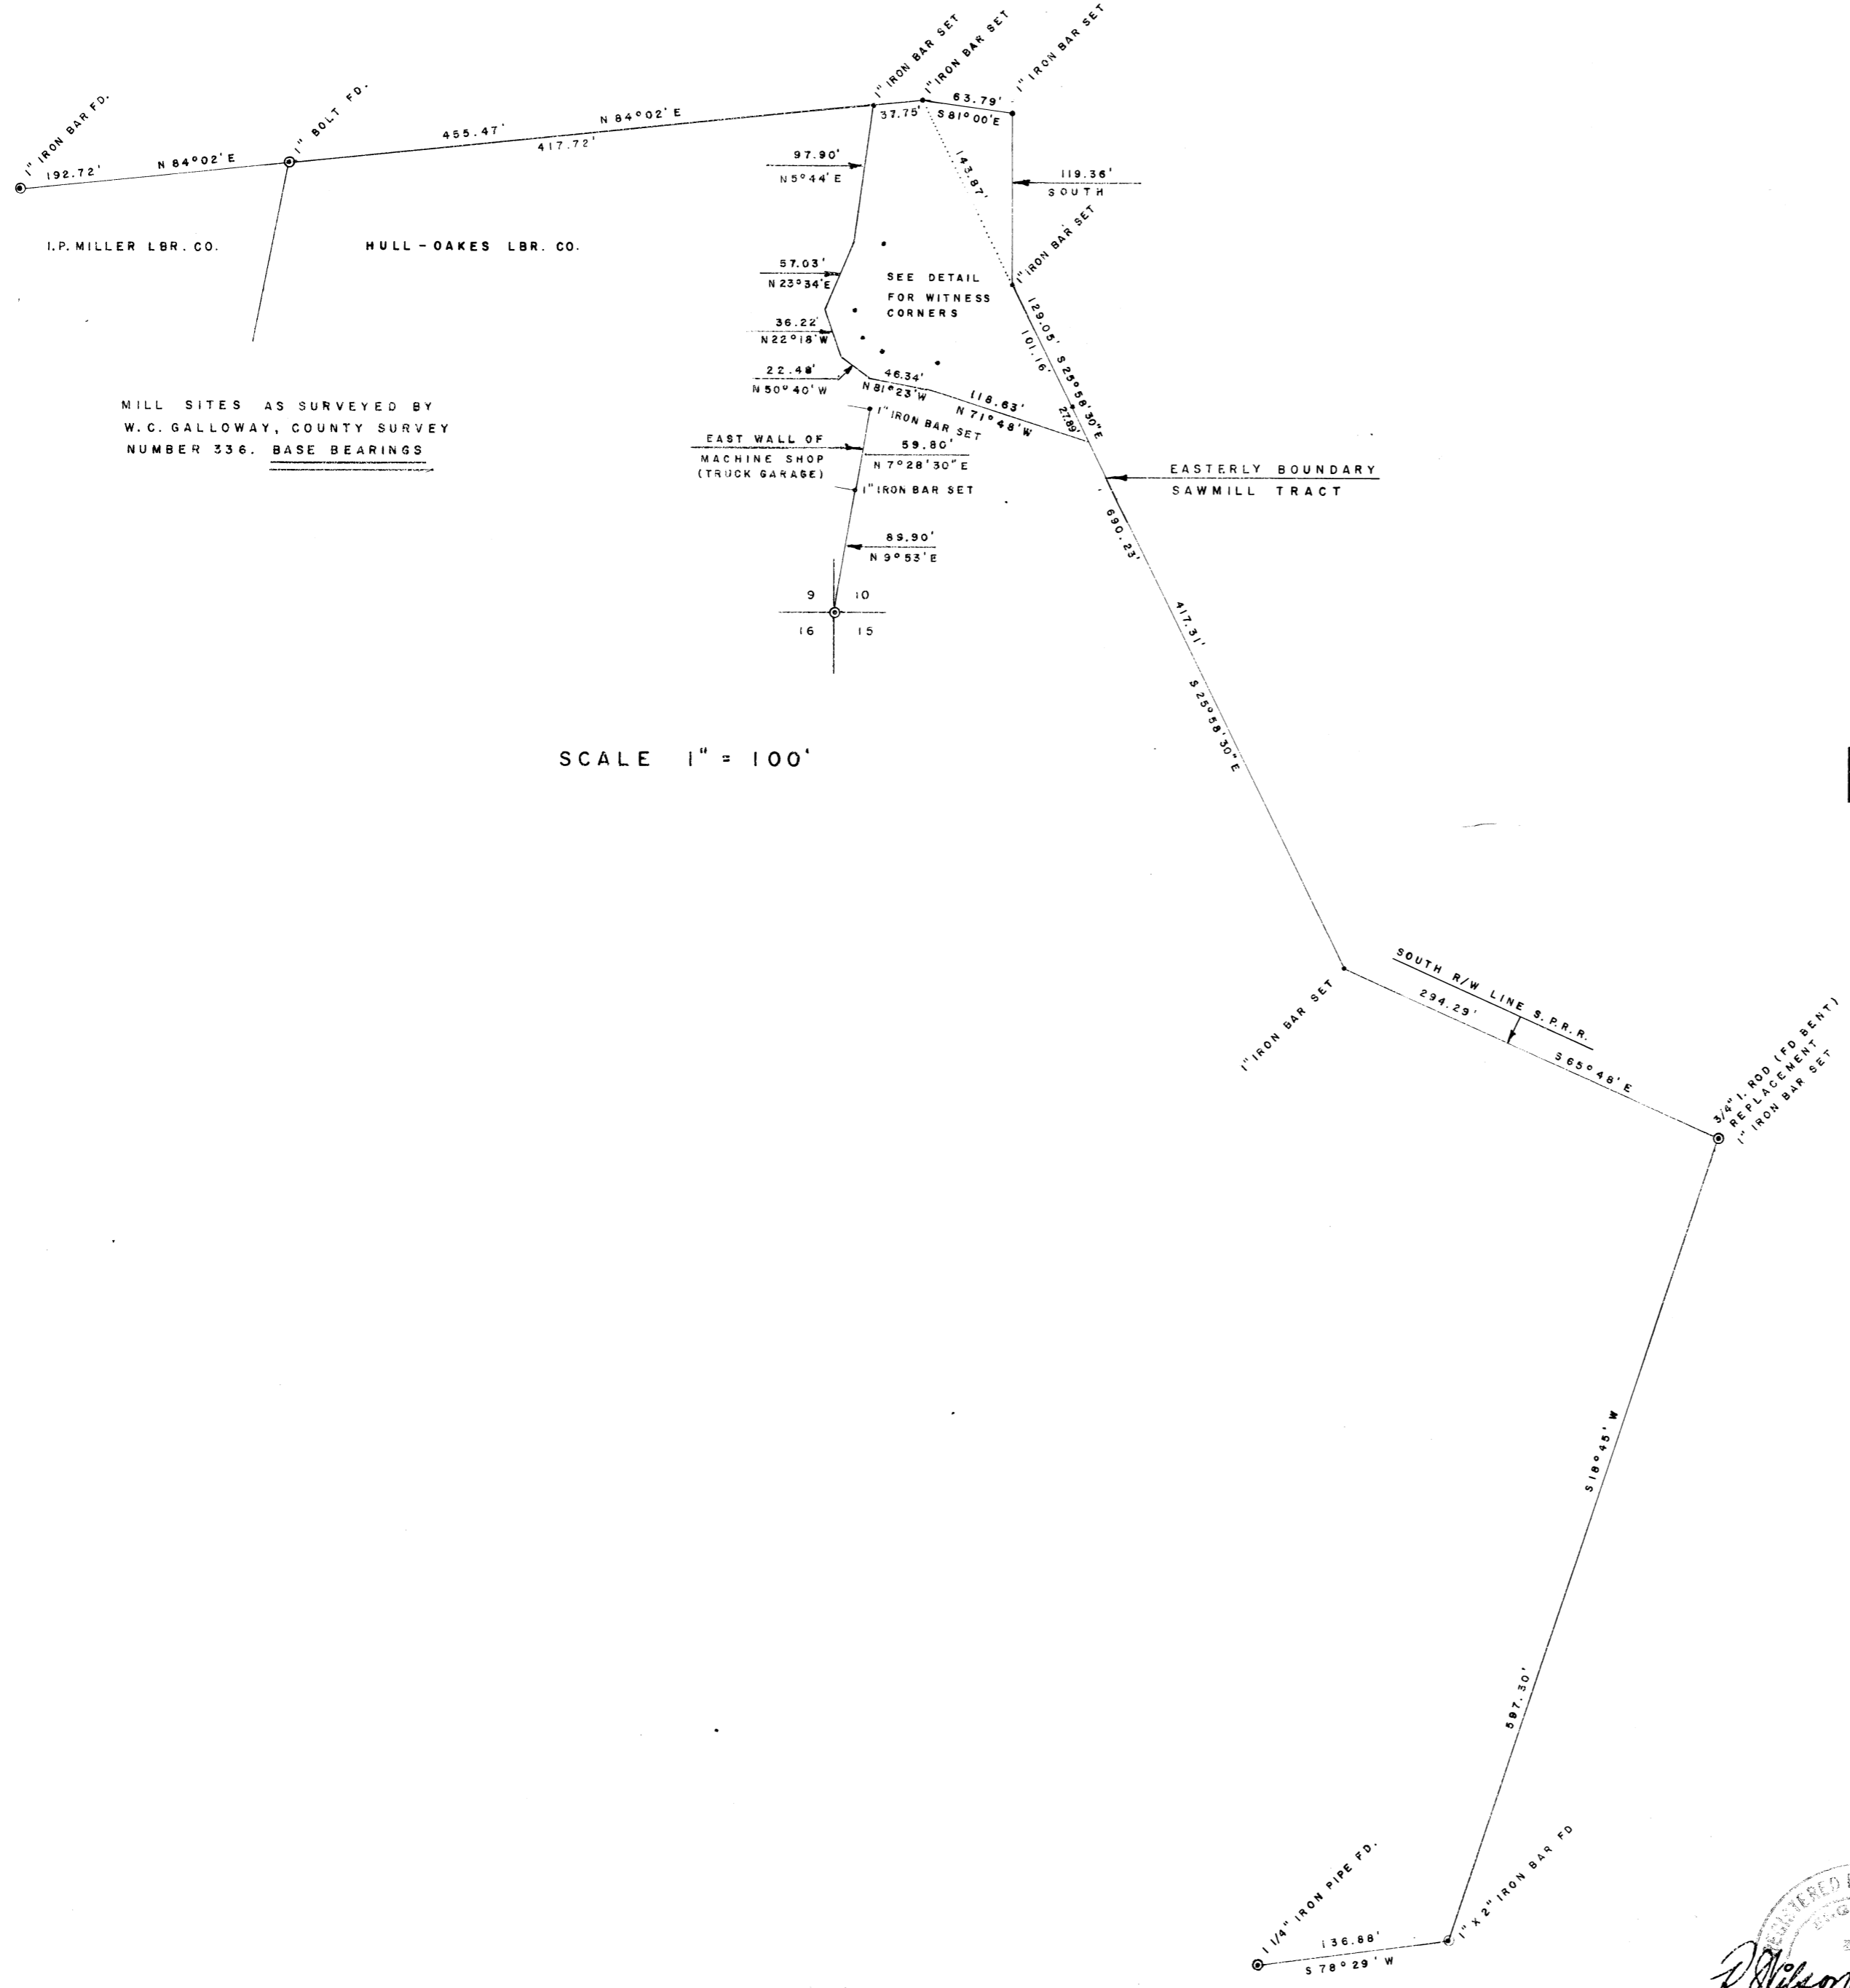 1" IRON BAR FD.
192.72'
N 84°02' E
1" BOLT FD.
455.47'
N 84°02' E
417.72'
1" IRON BAR SET
1" IRON BAR SET
1" IRON BAR SET
37.75'
63.79'
S 81°00' E
97.90'
N 5°44' E
143.87'
119.36'
SOUTH
1" IRON BAR SET
I.P. MILLER LBR. CO.
HULL - OAKES LBR. CO.
57.03'
N 23°34' E
SEE DETAIL
FOR WITNESS
CORNERS
36.22'
N 22°18' W
129.05' S 25°58'30" E
101.16'
27.89'
22.48'
N 50°40' W
46.34'
N 81°23' W
118.63'
N 71°48' W
MILL SITES AS SURVEYED BY
W.C. GALLOWAY, COUNTY SURVEY
NUMBER 336. BASE BEARINGS
1" IRON BAR SET
EAST WALL OF
MACHINE SHOP
(TRUCK GARAGE)
59.80'
N 7°28'30" E
1" IRON BAR SET
EASTERLY BOUNDARY
SAWMILL TRACT
89.90'
N 9°53' E
690.23'
9 10
16 15
417.31'
S 25°58'30" E
SCALE 1" = 100'
1" IRON BAR SET
SOUTH R/W LINE S.P.R.R.
294.29'
S 65°48' E
3/4" I. ROD (FD BENT)
REPLACEMENT
1" IRON BAR SET
S 18°45' W
597.30'
1 1/4" IRON PIPE FD.
1" X 2" IRON BAR FD
136.88'
S 78°29' W